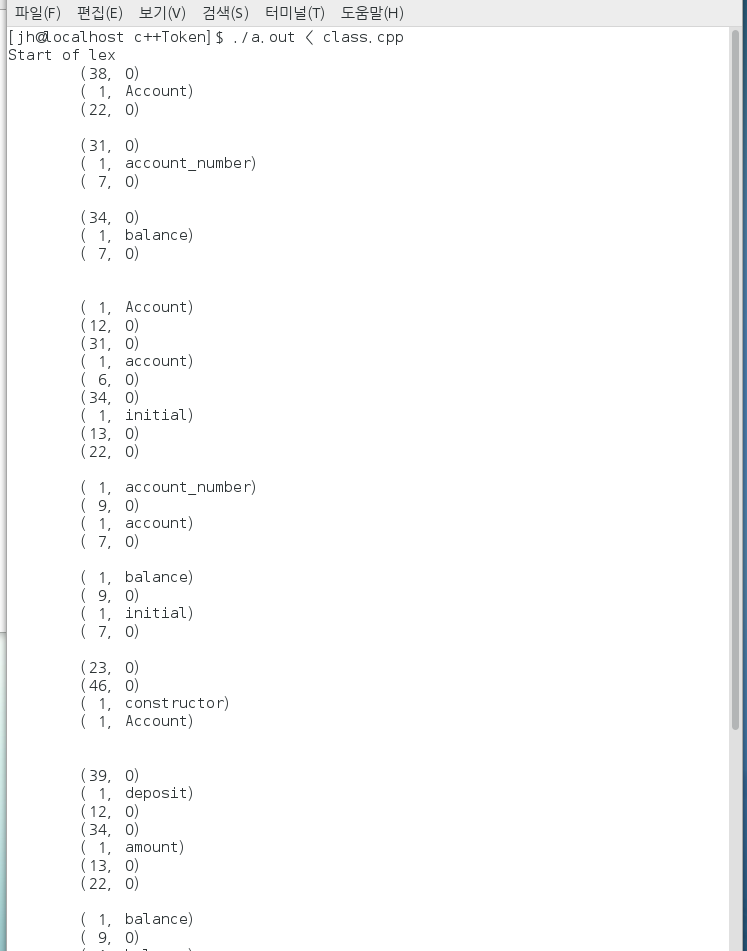 파일(F) 편집(E) 보기(V) 검색(S) 터미널(T) 도움말(H)
[jh@localhost c++Token]$ ./a.out < class.cpp
Start of lex
(38, 0)
( 1, Account)
(22, 0)
(31, 0)
( 1, account_number)
( 7, 0)
(34, 0)
( 1, balance)
( 7, 0)
( 1, Account)
(12, 0)
(31, 0)
( 1, account)
( 6, 0)
(34, 0)
( 1, initial)
(13, 0)
(22, 0)
( 1, account_number)
( 9, 0)
( 1, account)
( 7, 0)
( 1, balance)
( 9, 0)
( 1, initial)
( 7, 0)
(23, 0)
(46, 0)
( 1, constructor)
( 1, Account)
(39, 0)
( 1, deposit)
(12, 0)
(34, 0)
( 1, amount)
(13, 0)
(22, 0)
( 1, balance)
( 9, 0)